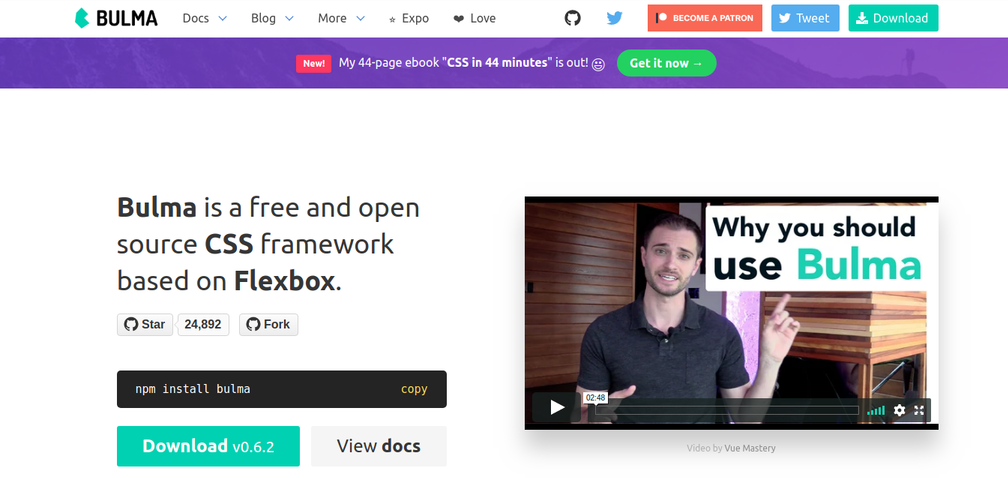 BULMA Docs Blog More Expo Love BECOME A PATRON Tweet Download
New! My 44-page ebook "CSS in 44 minutes" is out! 😃 Get it now →
Bulma is a free and open
source CSS framework
based on Flexbox.
Star 24,892 Fork
npm install bulma copy
Download v0.6.2 View docs
Why you should
use Bulma
02:48
Video by Vue Mastery